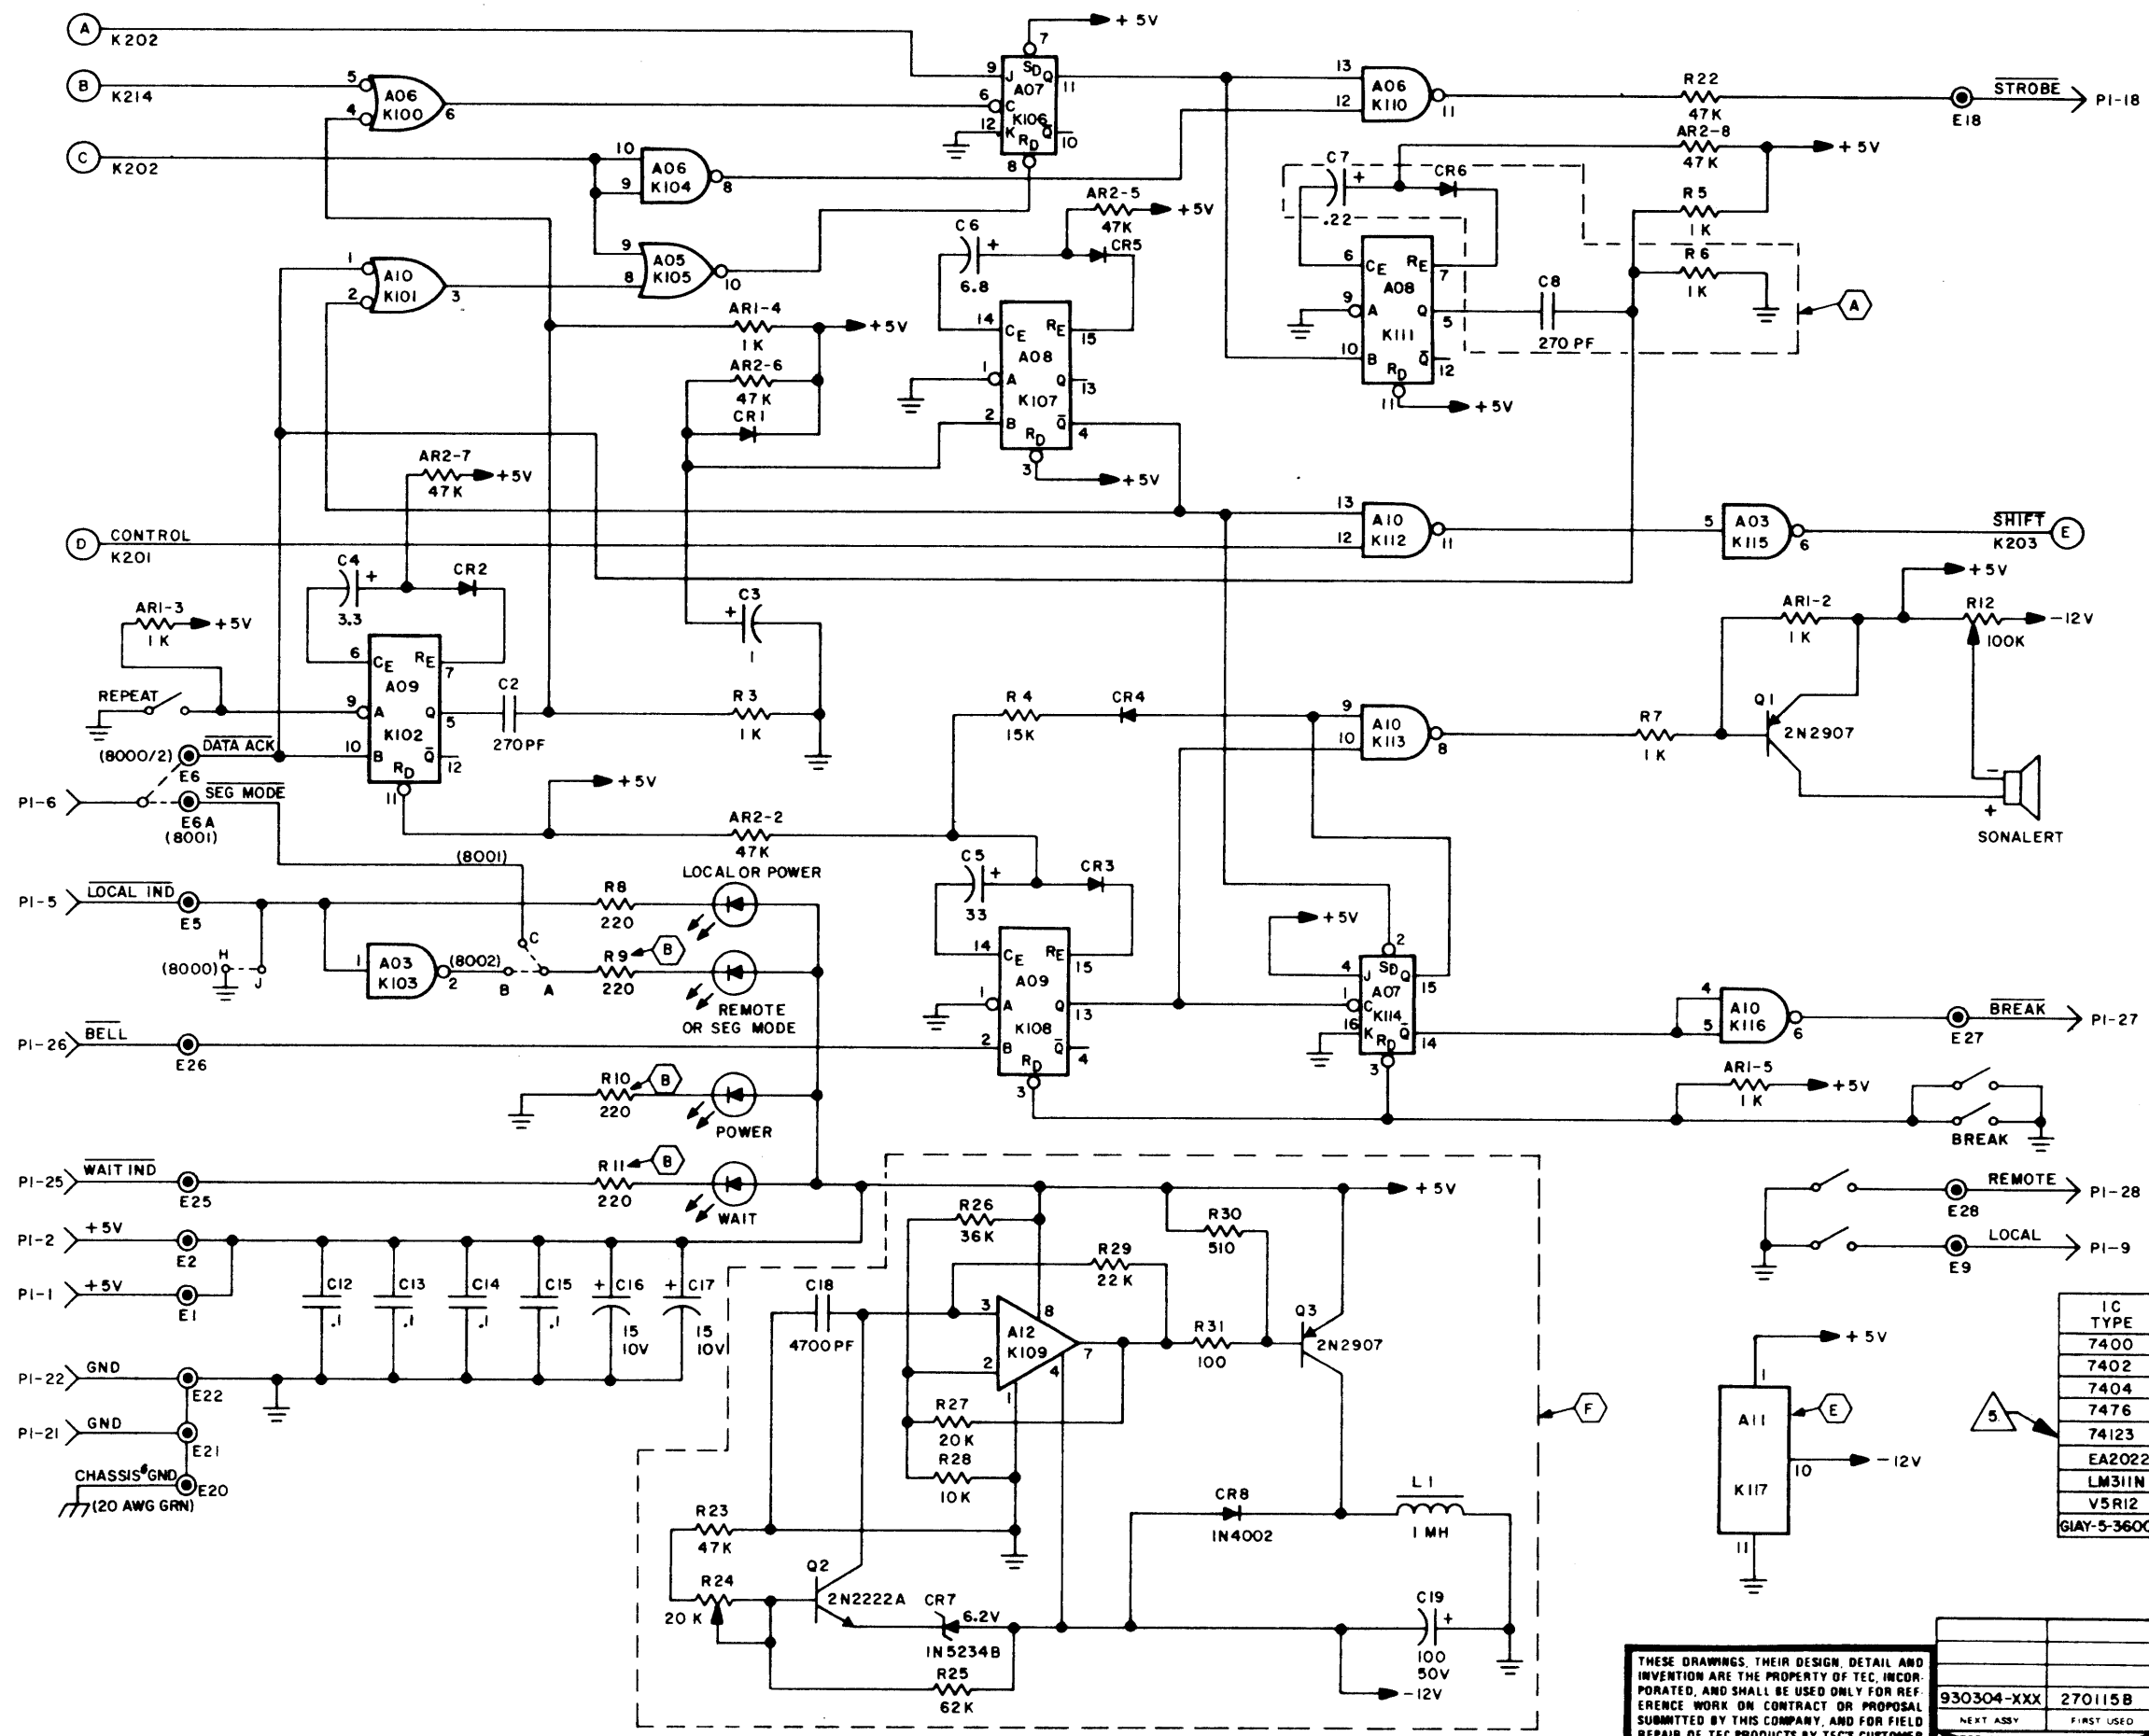 A K202
B K214
C K202
5 4 A06 K100 6
10 9 A06 K104 8
9 8 A05 K105 10
1 2 A10 K101 3
+5V
7
9 J SD Q 11
A07
6 C K106
12 K RD Q̅ 10
8
13 12 A06 K110 11
R22 47K
E18
S̅T̅R̅O̅B̅E̅ P1-18
AR2-8 47K +5V
C7 + .22
CR6
R5 1K
R6 1K
A
6 CE RE 7
9 A A08 Q 5
K111
10 B Q̅ 12
RD
11 +5V
C8 270 PF
AR2-5 47K +5V
C6 + 6.8
CR5
14 CE RE 15
A08
1 A Q 13
K107
2 B Q̅ 4
RD
3 +5V
AR1-4 1K +5V
AR2-6 47K
CR1
AR2-7 47K +5V
D CONTROL K201
13 12 A10 K112 11
5 A03 K115 6
S̅H̅I̅F̅T̅ K203 E
C4 + 3.3
CR2
AR1-3 1K +5V
C3 + 1
REPEAT
6 CE RE 7
A09
9 A Q 5
K102
10 B Q̅ 12
RD
11
C2 270PF
R3 1K
+5V
(8000/2) D̅A̅T̅A̅ A̅C̅K̅
E6
P1-6 S̅E̅G̅ M̅O̅D̅E̅
E6A
(8001)
AR2-2 47K
R4 15K
CR4
9 10 A10 K113 8
R7 1K
AR1-2 1K
+5V
R12 100K -12V
Q1 2N2907
- +
SONALERT
(8001)
P1-5 L̅O̅C̅A̅L̅ I̅N̅D̅ E5
R8 220
LOCAL OR POWER
H (8000) J
1 A03 K103 2
(8002) B A C
R9 220 B
REMOTE OR SEG MODE
C5 + 33
CR3
14 CE RE 15
A09
1 A Q 13
K108
2 B Q̅ 4
RD
3
+5V
2
4 J SD Q 15
A07
1 C K114
16 K RD Q̅ 14
3
4 5 A10 K116 6
E27
B̅R̅E̅A̅K̅ P1-27
P1-26 B̅E̅L̅L̅ E26
R10 220 B
POWER
AR1-5 1K +5V
BREAK
P1-25 W̅A̅I̅T̅ I̅N̅D̅ E25
R11 220 B
WAIT
+5V
REMOTE P1-28
E28
LOCAL P1-9
E9
P1-2 +5V E2
P1-1 +5V E1
C12 .1
C13 .1
C14 .1
C15 .1
+ C16 15 10V
+ C17 15 10V
P1-22 GND E22
P1-21 GND E21
CHASSIS GND E20
(20 AWG GRN)
R26 36K
R30 510
R29 22K
C18 4700PF
3 2 A12 K109 8 7 4 1
R31 100
Q3 2N2907
R27 20K
R28 10K
F
R23 47K
R24 20K
Q2 2N2222A
CR7 6.2V 1N5234B
R25 62K
CR8 1N4002
L1 1MH
C19 + 100 50V
-12V
+5V
1
A11 E
10 -12V
K117
11
5.
IC TYPE
7400
7402
7404
7476
74123
EA2022
LM311N
V5R12
GIAY-5-3600
THESE DRAWINGS, THEIR DESIGN, DETAIL AND
INVENTION ARE THE PROPERTY OF TEC, INCOR-
PORATED, AND SHALL BE USED ONLY FOR REF-
ERENCE WORK ON CONTRACT OR PROPOSAL
SUBMITTED BY THIS COMPANY, AND FOR FIELD
REPAIR OF TEC PRODUCTS BY TEC'S CUSTOMER
930304-XXX 270115B
NEXT ASSY FIRST USED